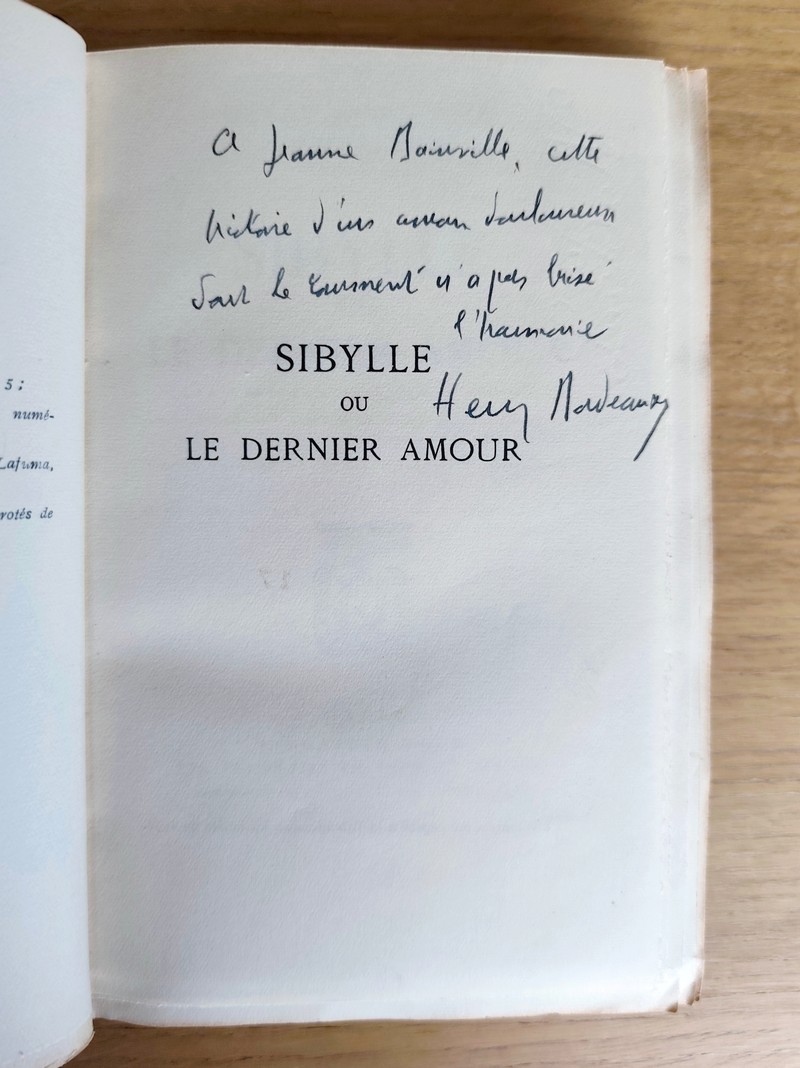 5 ;
numé-
Lafuma,
rotés de
A Jeanne Mainville, cette
histoire d'un amour douloureux
dont le tourment n'a pas brisé
l'harmonie
SIBYLLE
OU
Henry Bordeaux
LE DERNIER AMOUR